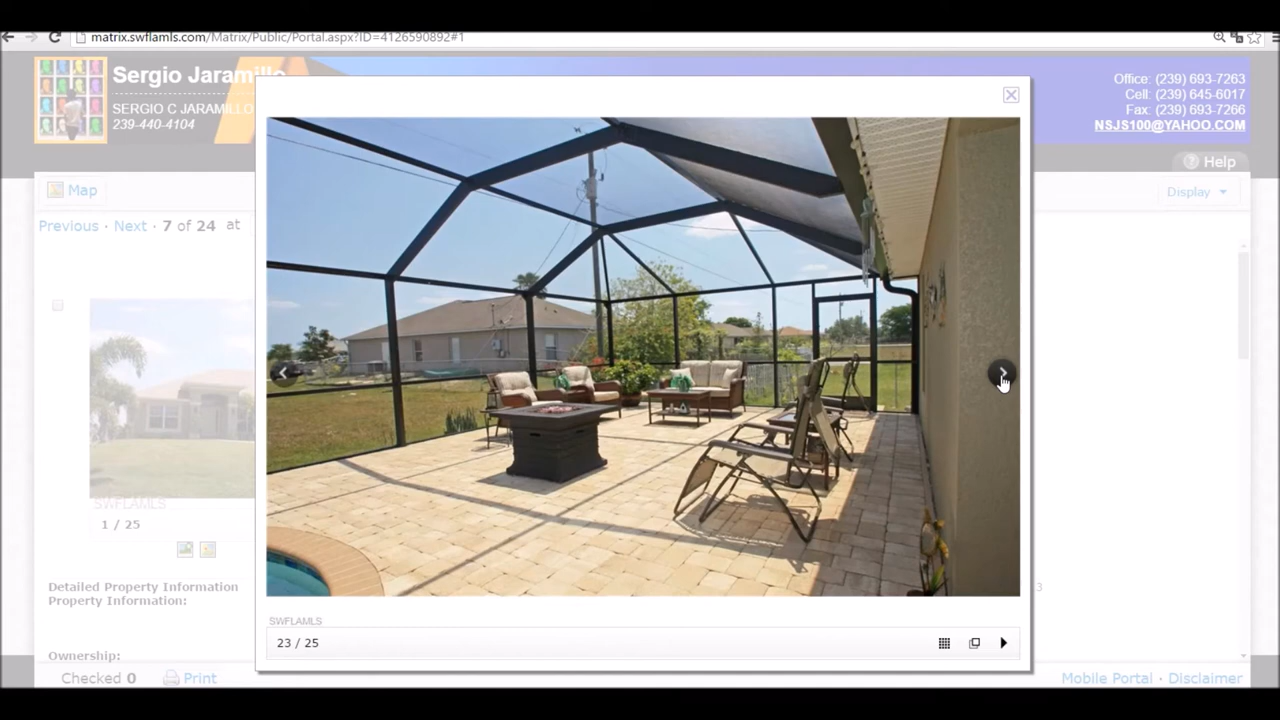 matrix.swflamls.com/Matrix/Public/Portal.aspx?ID=4126590892#1
Sergio Jaramillo
SERGIO C JARAMILLO
239-440-4104
Office: (239) 693-7263
Cell: (239) 645-6017
Fax: (239) 693-7266
NSJS100@YAHOO.COM
Help
Map
Display
Previous · Next · 7 of 24 at
SWFLAMLS
1 / 25
Detailed Property Information
Property Information:
3
Ownership:
SWFLAMLS
23 / 25
Checked 0
Print
Mobile Portal · Disclaimer